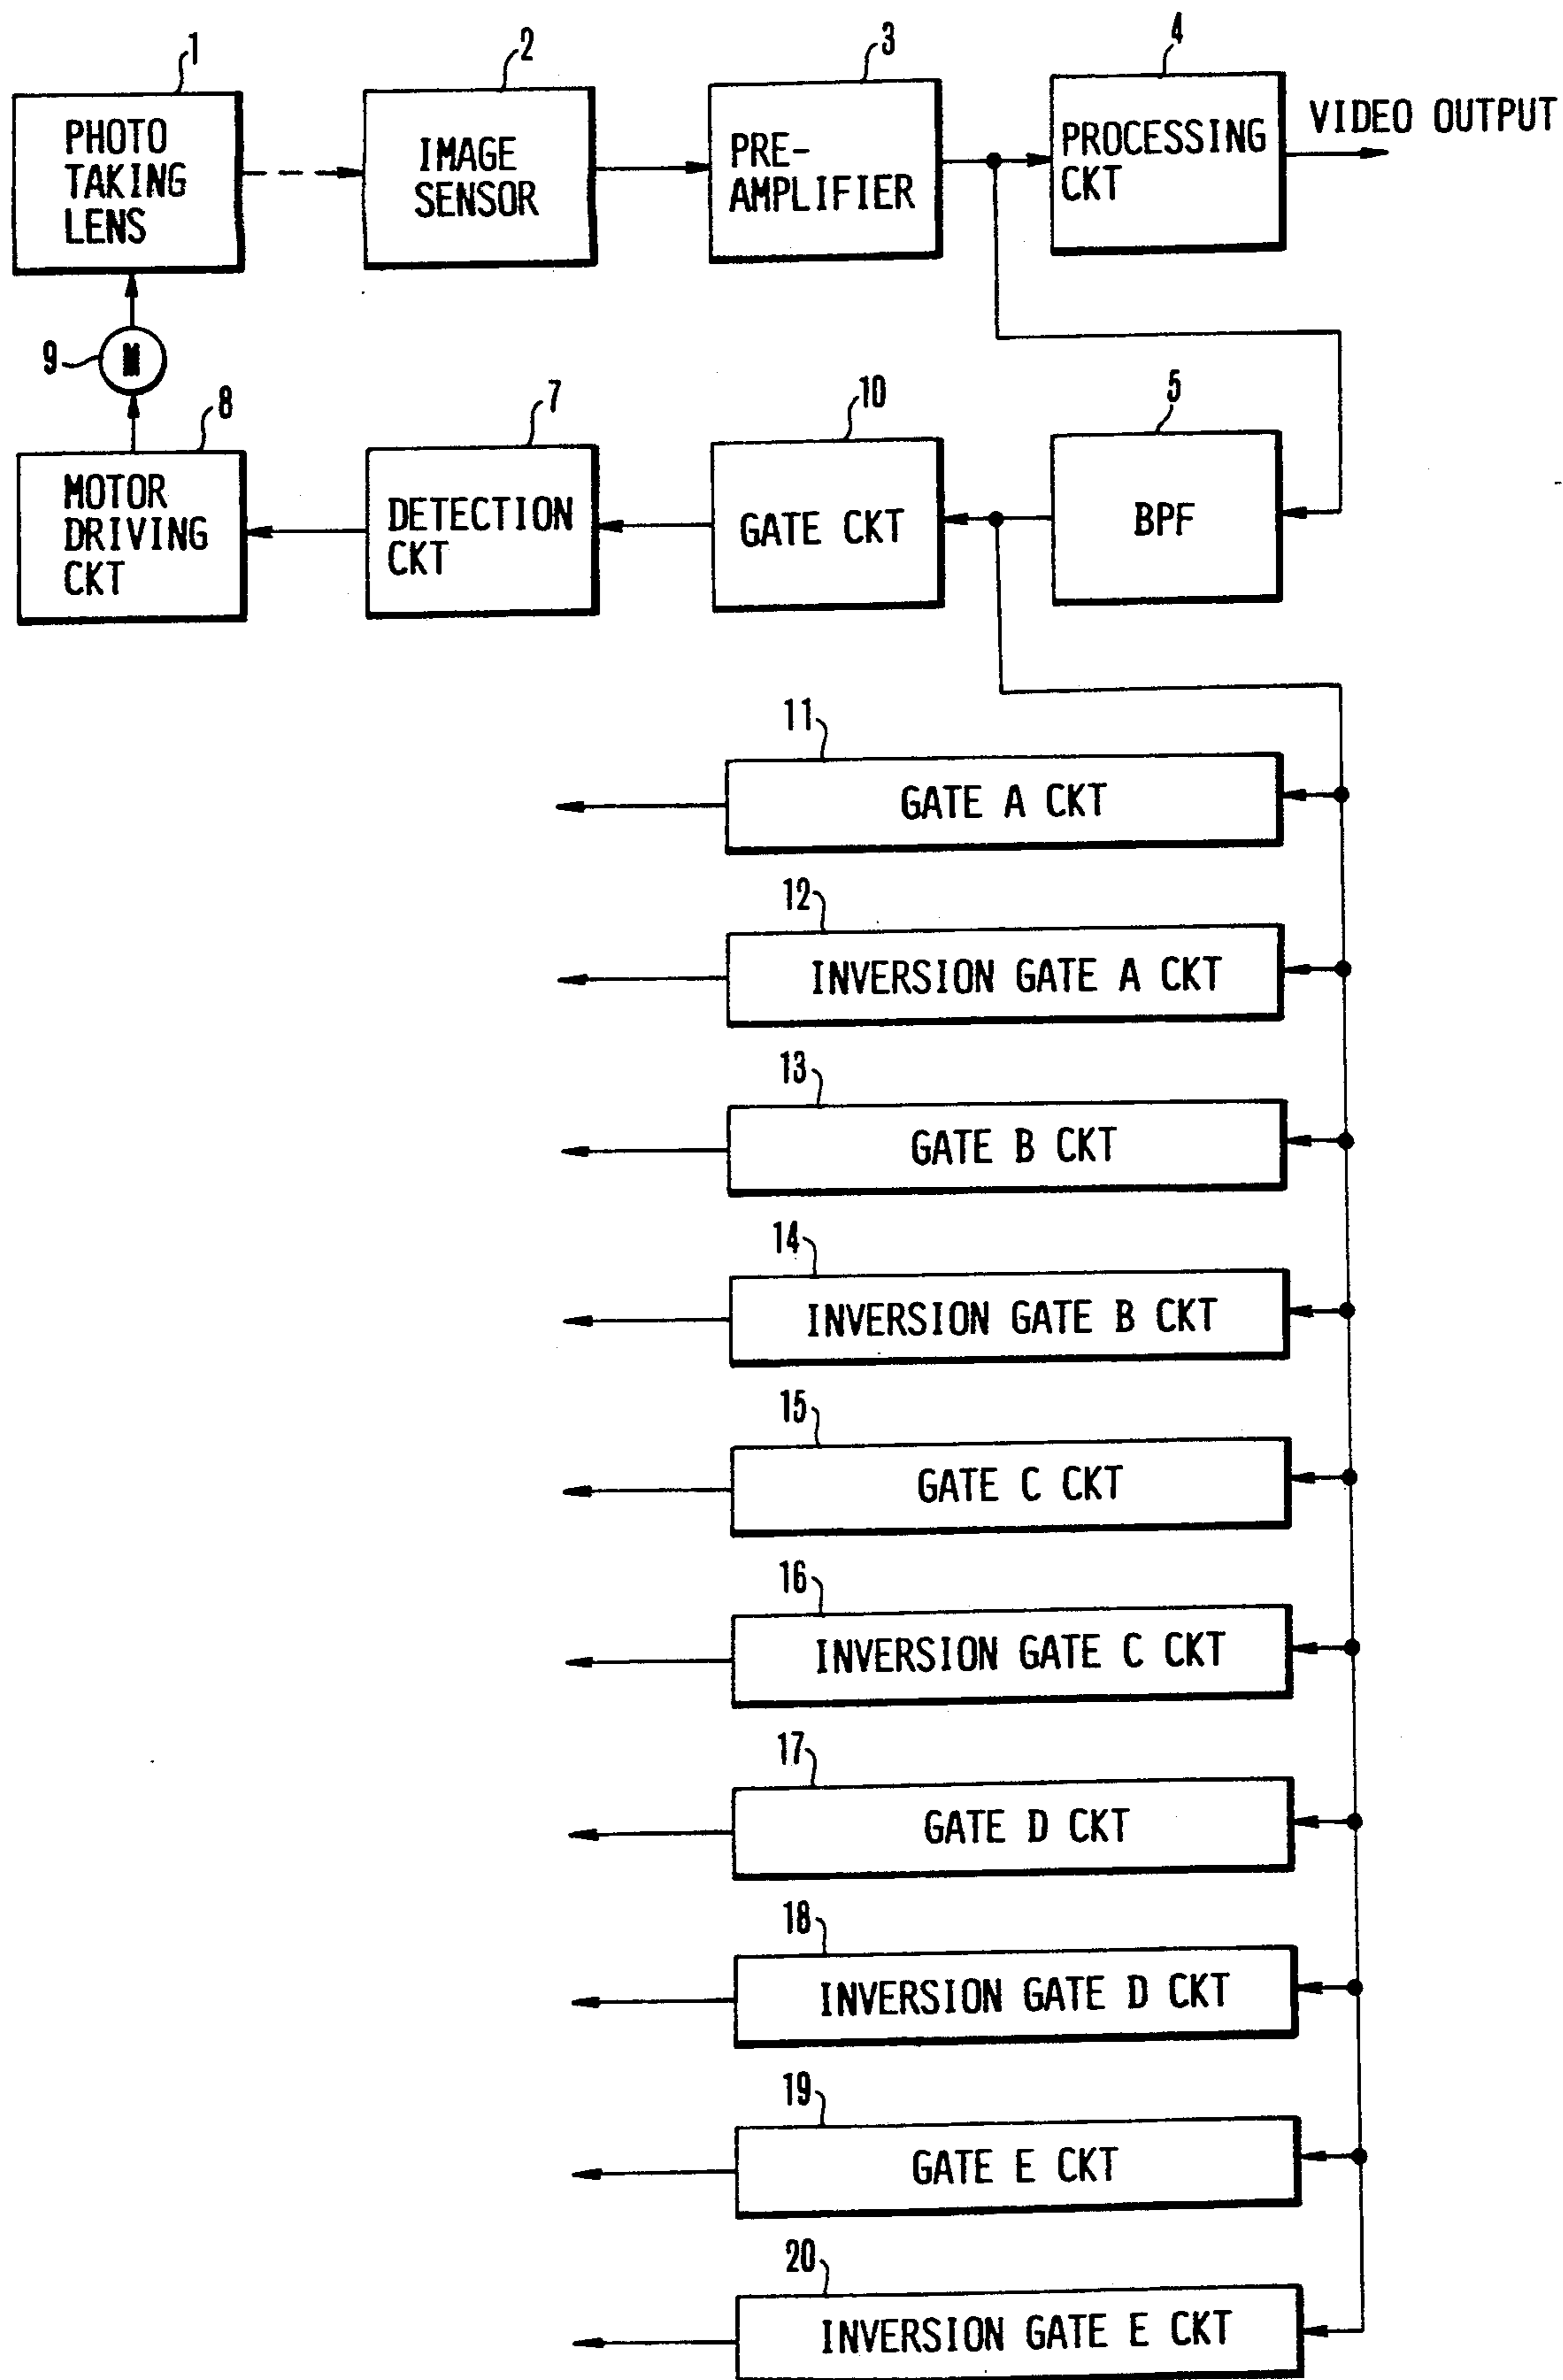 1
2
3
4
PHOTO
TAKING
LENS
IMAGE
SENSOR
PRE-
AMPLIFIER
PROCESSING
CKT
VIDEO OUTPUT
9
M
8
7
10
5
MOTOR
DRIVING
CKT
DETECTION
CKT
GATE CKT
BPF
11
GATE A CKT
12
INVERSION GATE A CKT
13
GATE B CKT
14
INVERSION GATE B CKT
15
GATE C CKT
16
INVERSION GATE C CKT
17
GATE D CKT
18
INVERSION GATE D CKT
19
GATE E CKT
20
INVERSION GATE E CKT